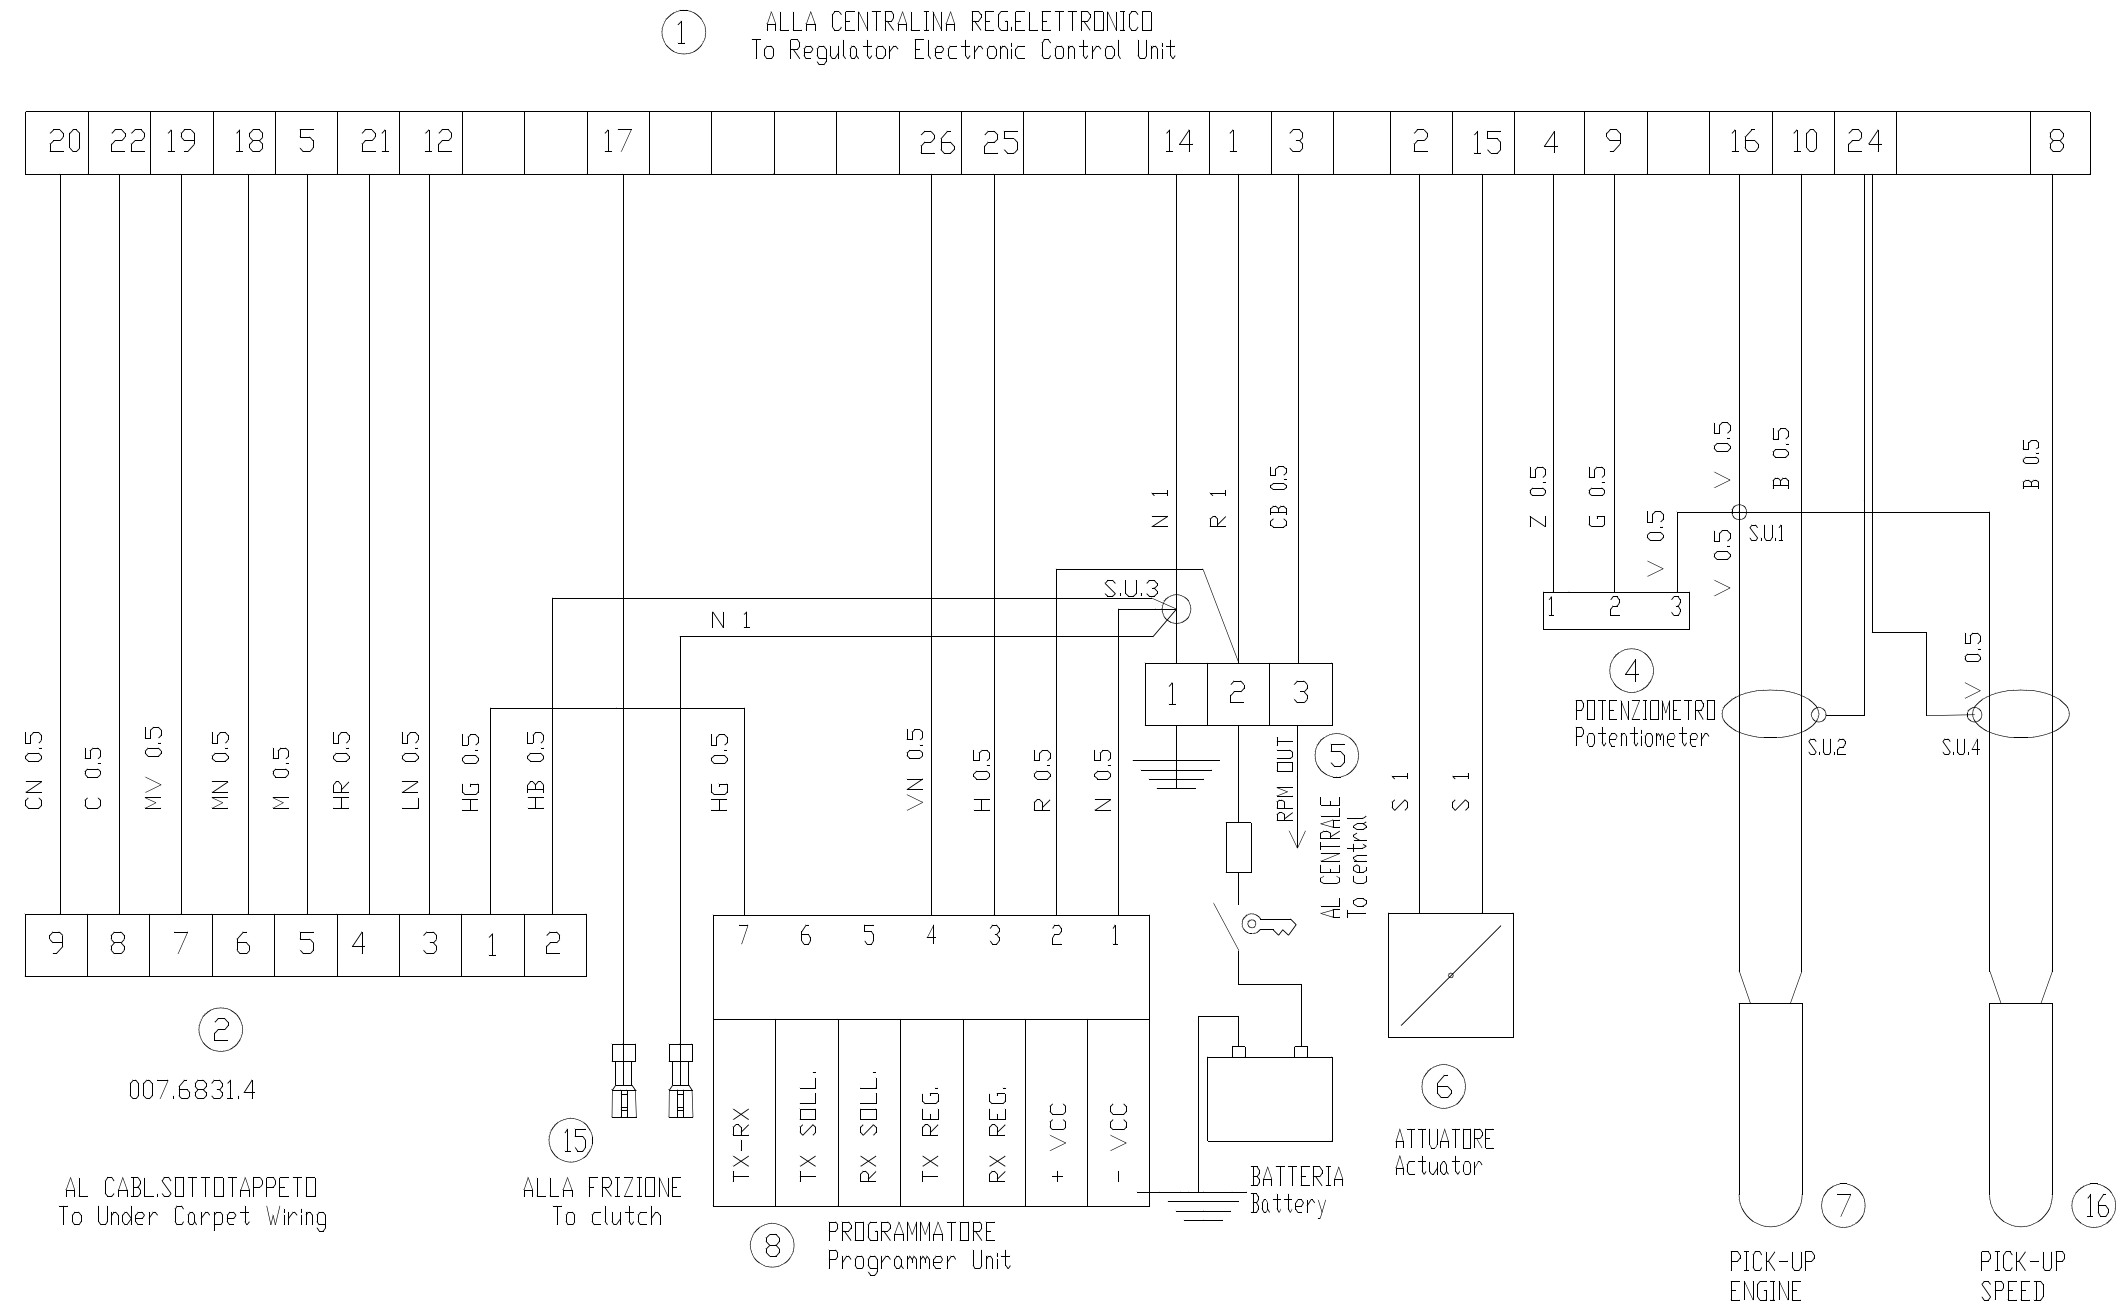 1
ALLA CENTRALINA REG.ELETTRONICO
To Regulator Electronic Control Unit
20 22 19 18 5 21 12 17 26 25 14 1 3 2 15 4 9 16 10 24 8
V 0.5
B 0.5
B 0.5
N 1
R 1
CB 0.5
Z 0.5
G 0.5
V 0.5
V 0.5
S.U.1
S.U.3
N 1
1 2 3
V 0.5
4
POTENZIOMETRO
Potentiometer
1 2 3
S.U.2
S.U.4
CN 0.5
C 0.5
MV 0.5
MN 0.5
M 0.5
HR 0.5
LN 0.5
HG 0.5
HB 0.5
HG 0.5
VN 0.5
H 0.5
R 0.5
N 0.5
RPM OUT
5
AL CENTRALE
To central
S 1
S 1
9 8 7 6 5 4 3 1 2
7 6 5 4 3 2 1
2
007.6831.4
AL CABL.SOTTOTAPPETO
To Under Carpet Wiring
15
ALLA FRIZIONE
To clutch
TX-RX
TX SOLL.
RX SOLL.
TX REG.
RX REG.
+ VCC
- VCC
8
PROGRAMMATORE
Programmer Unit
BATTERIA
Battery
6
ATTUATORE
Actuator
7
PICK-UP
ENGINE
16
PICK-UP
SPEED